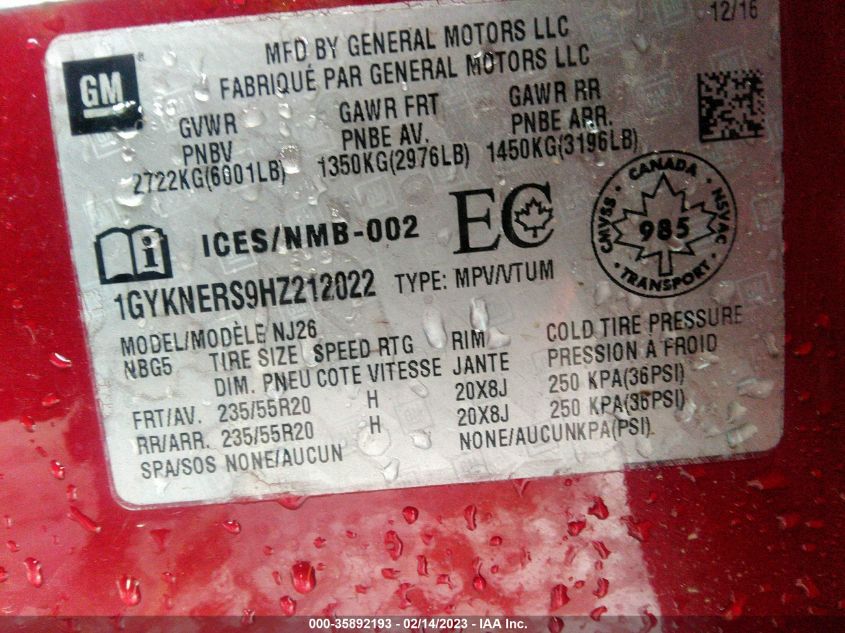 12/16
MFD BY GENERAL MOTORS LLC
FABRIQUÉ PAR GENERAL MOTORS LLC
GM
GVWR GAWR FRT GAWR RR
PNBV PNBE AV. PNBE ARR.
2722KG(6001LB) 1350KG(2976LB) 1450KG(3196LB)
ICES/NMB-002 EC
CANADA
CMVSS 985 NSVAC
TRANSPORT
1GYKNERS9HZ212022 TYPE: MPV/VTUM
MODEL/MODÈLE NJ26
NBG5 TIRE SIZE SPEED RTG RIM COLD TIRE PRESSURE
DIM. PNEU COTE VITESSE JANTE PRESSION À FROID
FRT/AV. 235/55R20 H 20X8J 250 KPA(36PSI)
RR/ARR. 235/55R20 H 20X8J 250 KPA(36PSI)
SPA/SOS NONE/AUCUN NONE/AUCUNKPA(PSI)
000-35892193 - 02/14/2023 - IAA Inc.